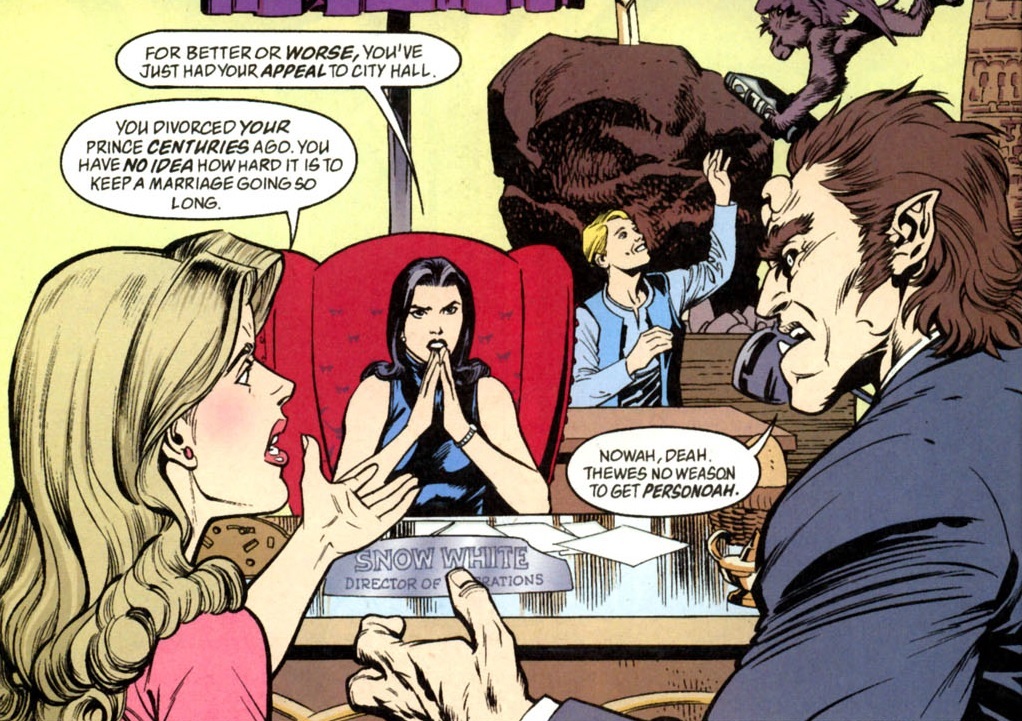 FOR BETTER OR WORSE, YOU'VE
JUST HAD YOUR APPEAL TO CITY HALL.
YOU DIVORCED YOUR
PRINCE CENTURIES AGO. YOU
HAVE NO IDEA HOW HARD IT IS TO
KEEP A MARRIAGE GOING SO
LONG.
NOWAH, DEAH.
THEWES NO WEASON
TO GET PERSONOAH.
SNOW WHITE
DIRECTOR OF